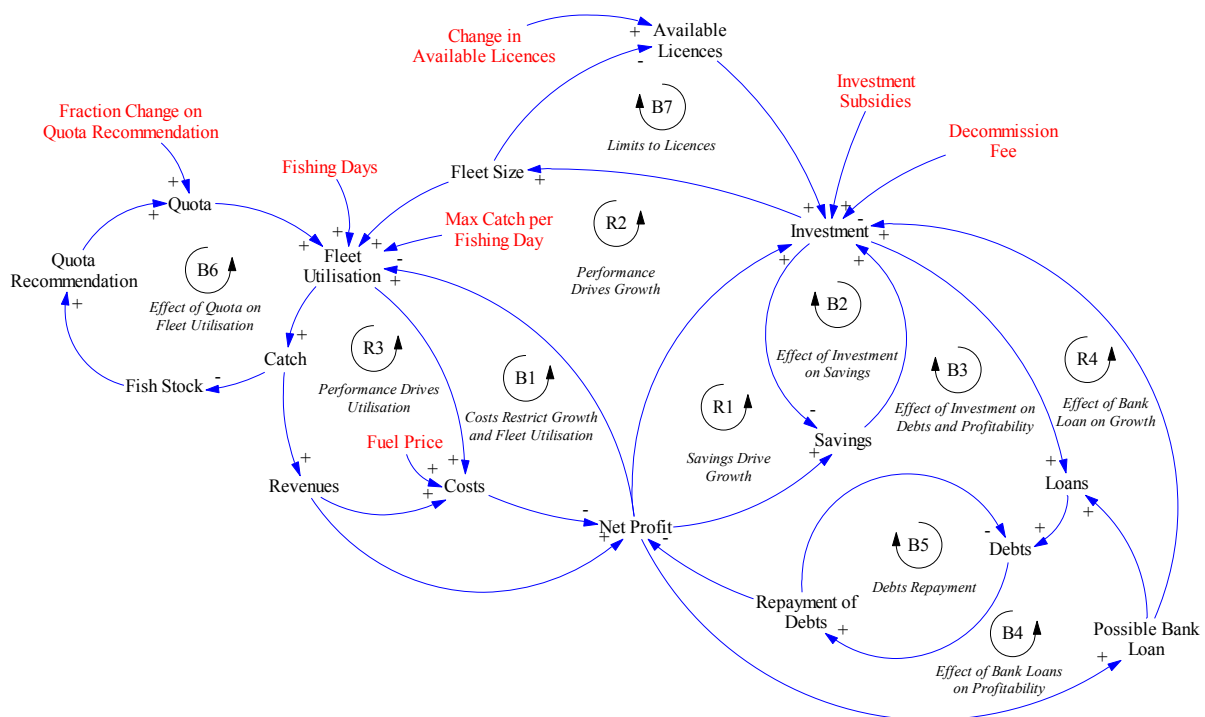 Change in
Available Licences
Available
Licences
+
-
Investment
Subsidies
Decommission
Fee
Fraction Change on
Quota Recommendation
Fishing Days
B7
Limits to Licences
Fleet Size
+
+
+
Quota
Max Catch per
Fishing Day
R2
Performance
Drives Growth
+
+
-
+
Investment
+
+
+
+
+
+
-
+
Fleet
Utilisation
Quota
Recommendation
+
B6
Effect of Quota on
Fleet Utilisation
B2
Effect of Investment
on Savings
R3
Performance Drives
Utilisation
B1
Costs Restrict Growth
and Fleet Utilisation
B3
Effect of Investment on
Debts and Profitability
R4
Effect of Bank
Loan on Growth
+
Catch
-
Fish Stock
R1
Savings Drive
Growth
-
Savings
+
Fuel Price
+
+
+
Costs
+
Revenues
+
Loans
+
+
-
Net Profit
+
-
-
Debts
B5
Debts Repayment
Repayment of
Debts
+
B4
Effect of Bank Loans
on Profitability
Possible Bank
Loan
+